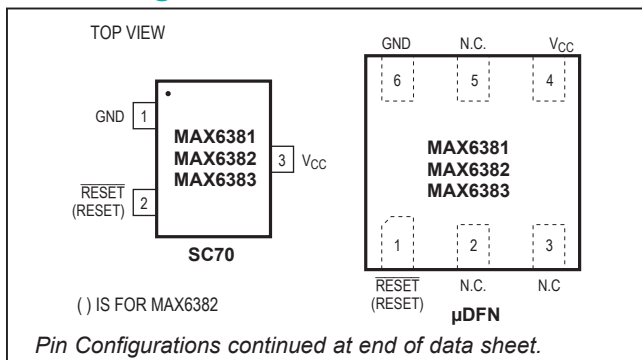 TOP VIEW
GND
1
RESET
(RESET)
2
MAX6381
MAX6382
MAX6383
3
VCC
SC70
( ) IS FOR MAX6382
GND
N.C.
VCC
6
5
4
MAX6381
MAX6382
MAX6383
1
2
3
RESET
(RESET)
N.C.
N.C
µDFN
Pin Configurations continued at end of data sheet.